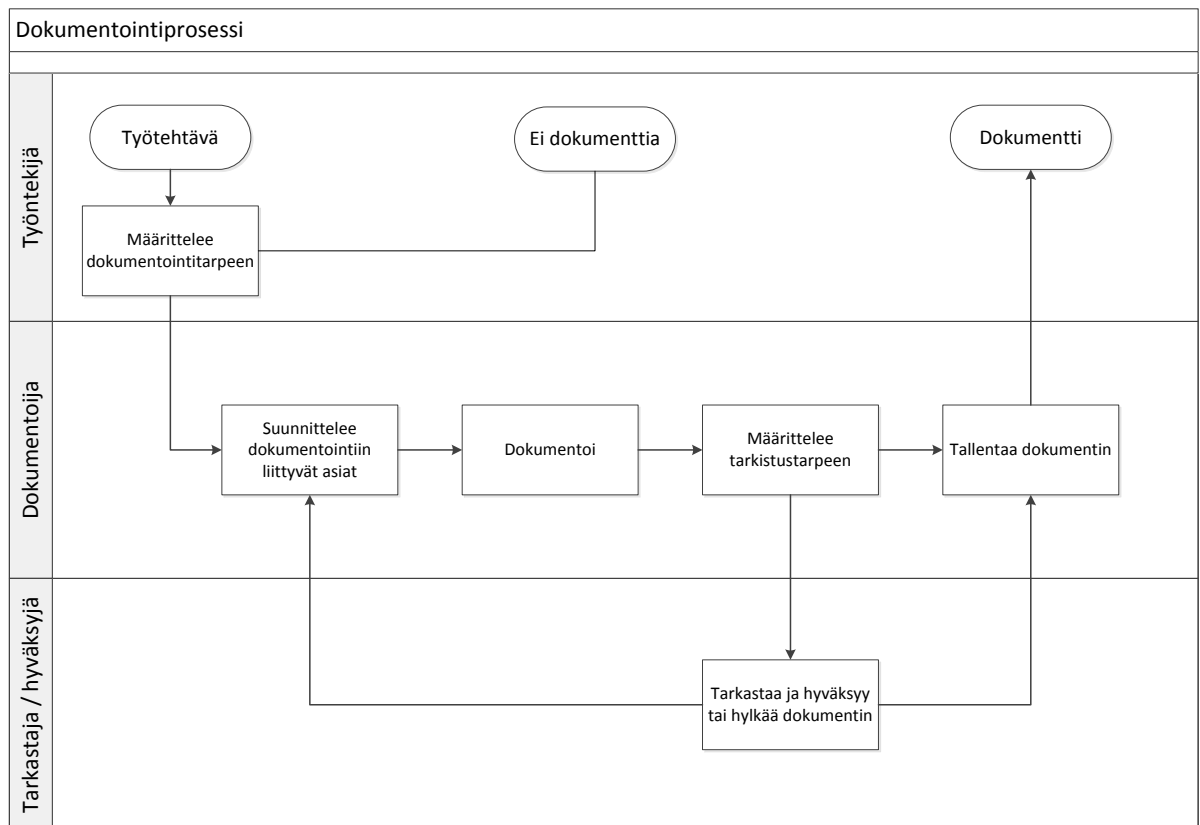 Dokumentointiprosessi
Työntekijä
Työtehtävä
Ei dokumenttia
Dokumentti
Määrittelee
dokumentointitarpeen
Dokumentoija
Suunnittelee
dokumentointiin
liittyvät asiat
Dokumentoi
Määrittelee
tarkistustarpeen
Tallentaa dokumentin
Tarkastaja / hyväksyjä
Tarkastaa ja hyväksyy
tai hylkää dokumentin